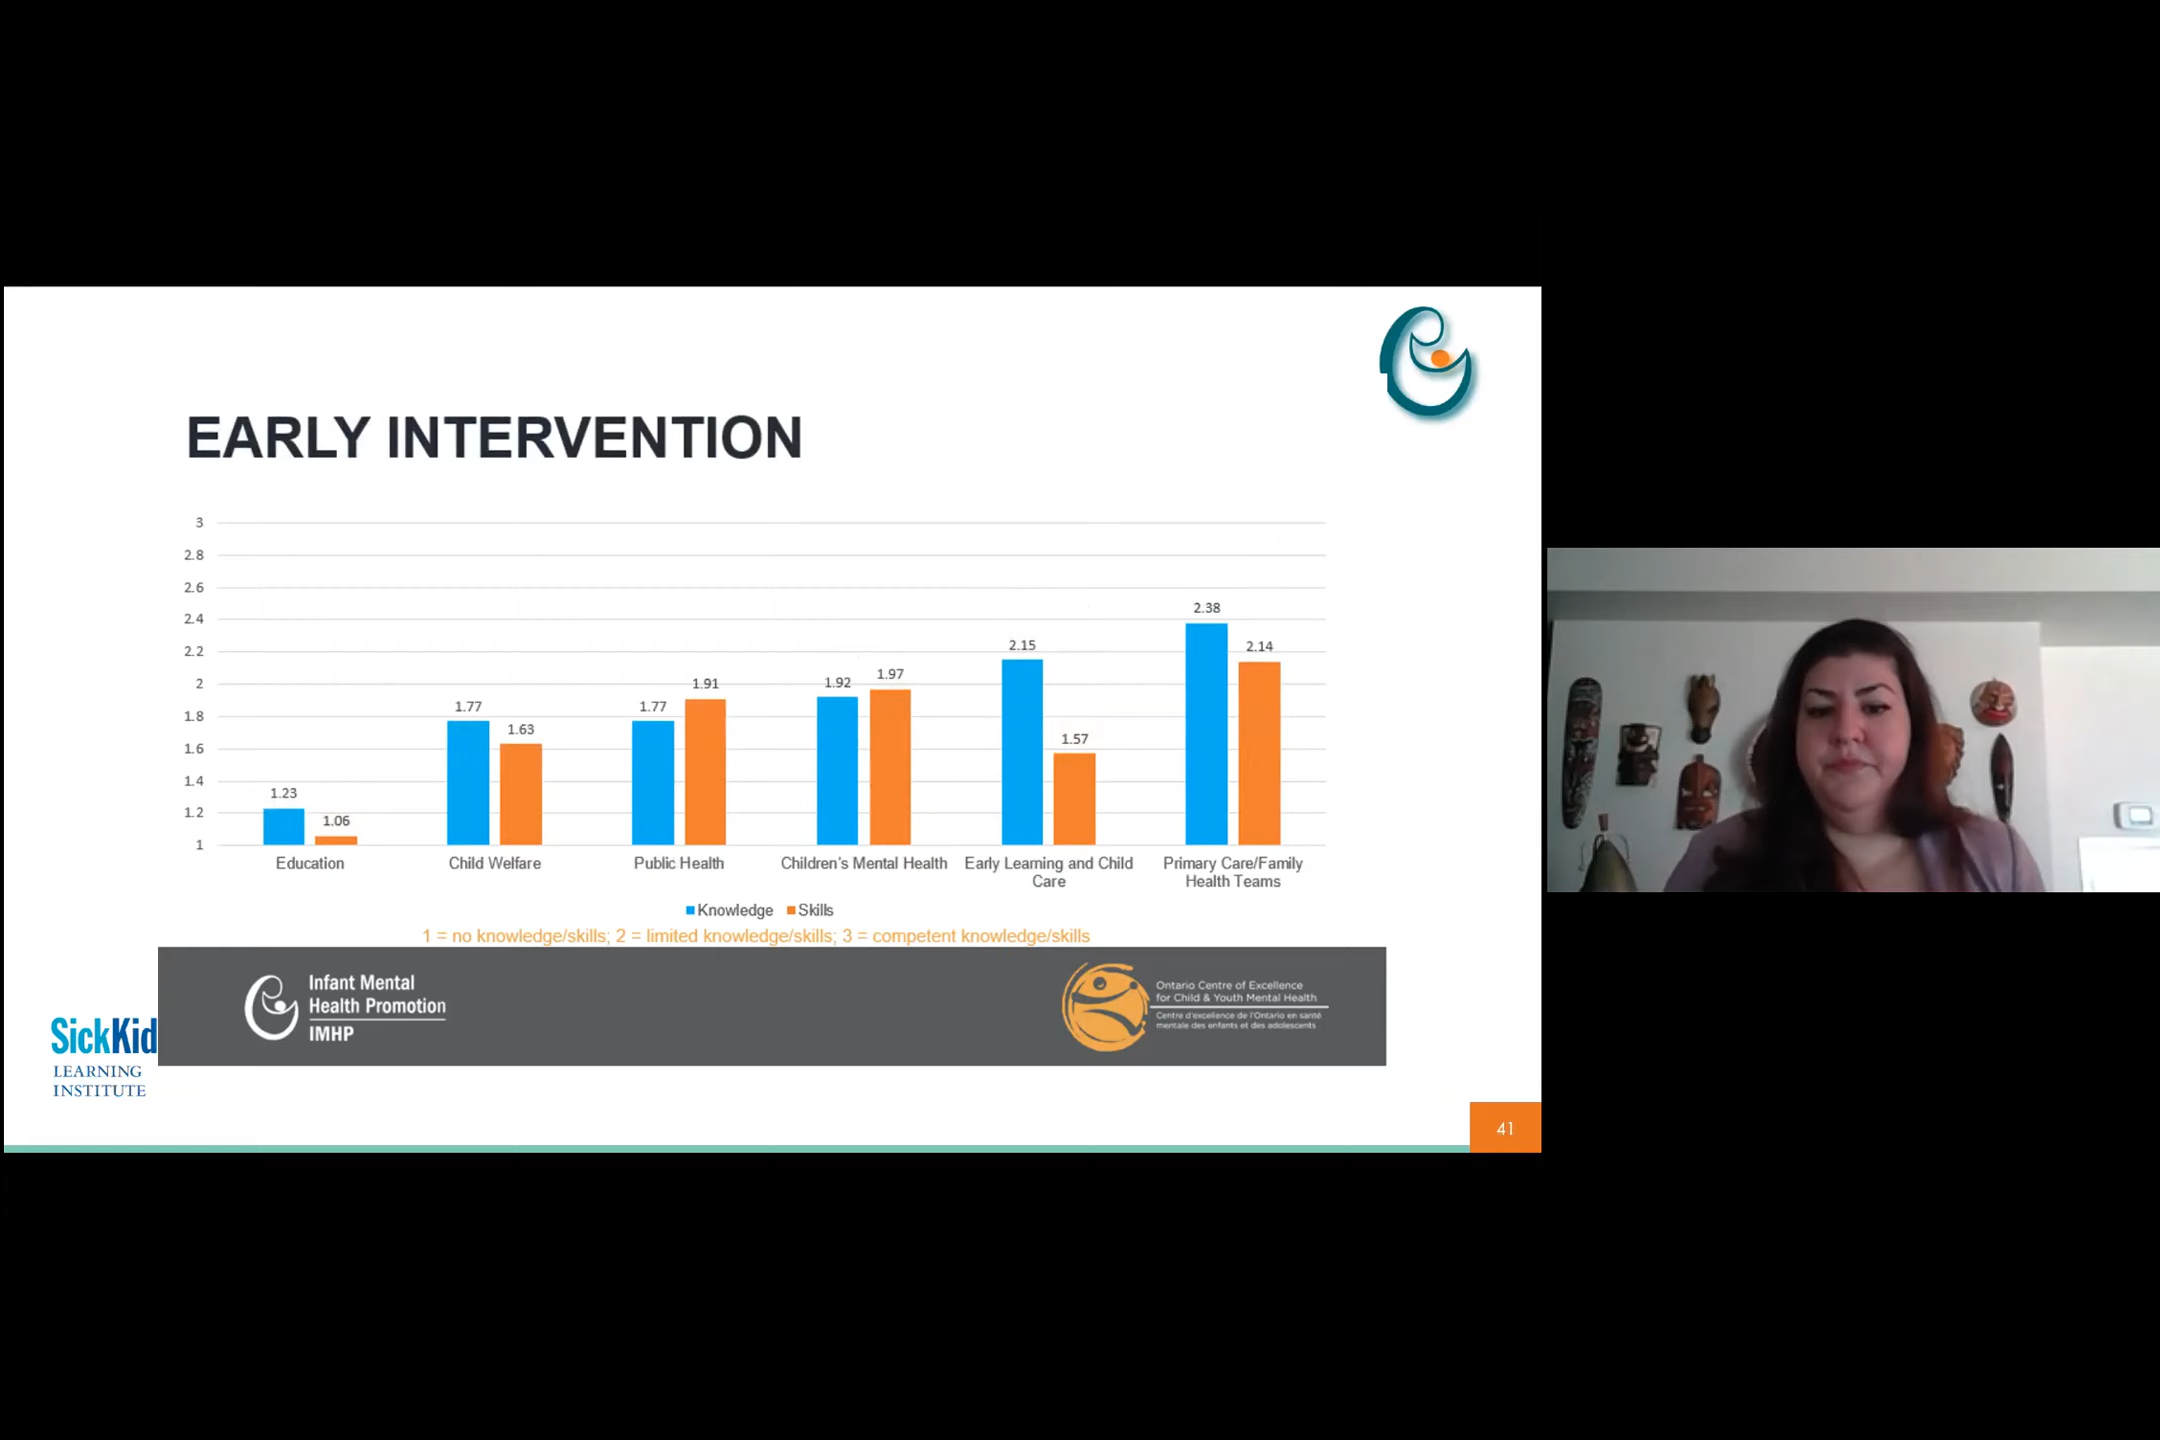 EARLY INTERVENTION
3
2.8
2.6
2.4
2.2
2
1.8
1.6
1.4
1.2
1
1.23
1.06
1.77
1.63
1.77
1.91
1.92
1.97
2.15
1.57
2.38
2.14
Education
Child Welfare
Public Health
Children's Mental Health
Early Learning and Child
Care
Primary Care/Family
Health Teams
Knowledge Skills
1 = no knowledge/skills; 2 = limited knowledge/skills; 3 = competent knowledge/skills
Infant Mental
Health Promotion
IMHP
Ontario Centre of Excellence
for Child & Youth Mental Health
Centre d'excellence de l'Ontario en santé
mentale des enfants et des adolescents
SickKid
LEARNING
INSTITUTE
41